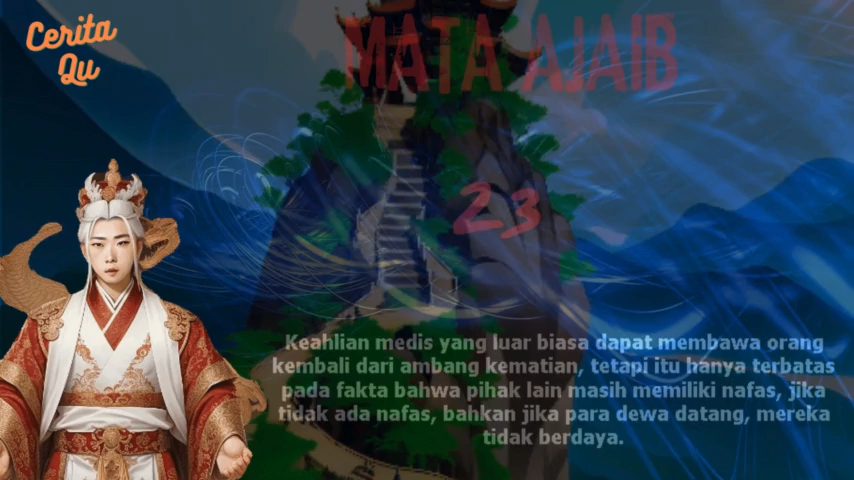 Cerita
Qu
MATA AJAIB
23
Keahlian medis yang luar biasa dapat membawa orang
kembali dari ambang kematian, tetapi itu hanya terbatas
pada fakta bahwa pihak lain masih memiliki nafas, jika
tidak ada nafas, bahkan jika para dewa datang, mereka
tidak berdaya.